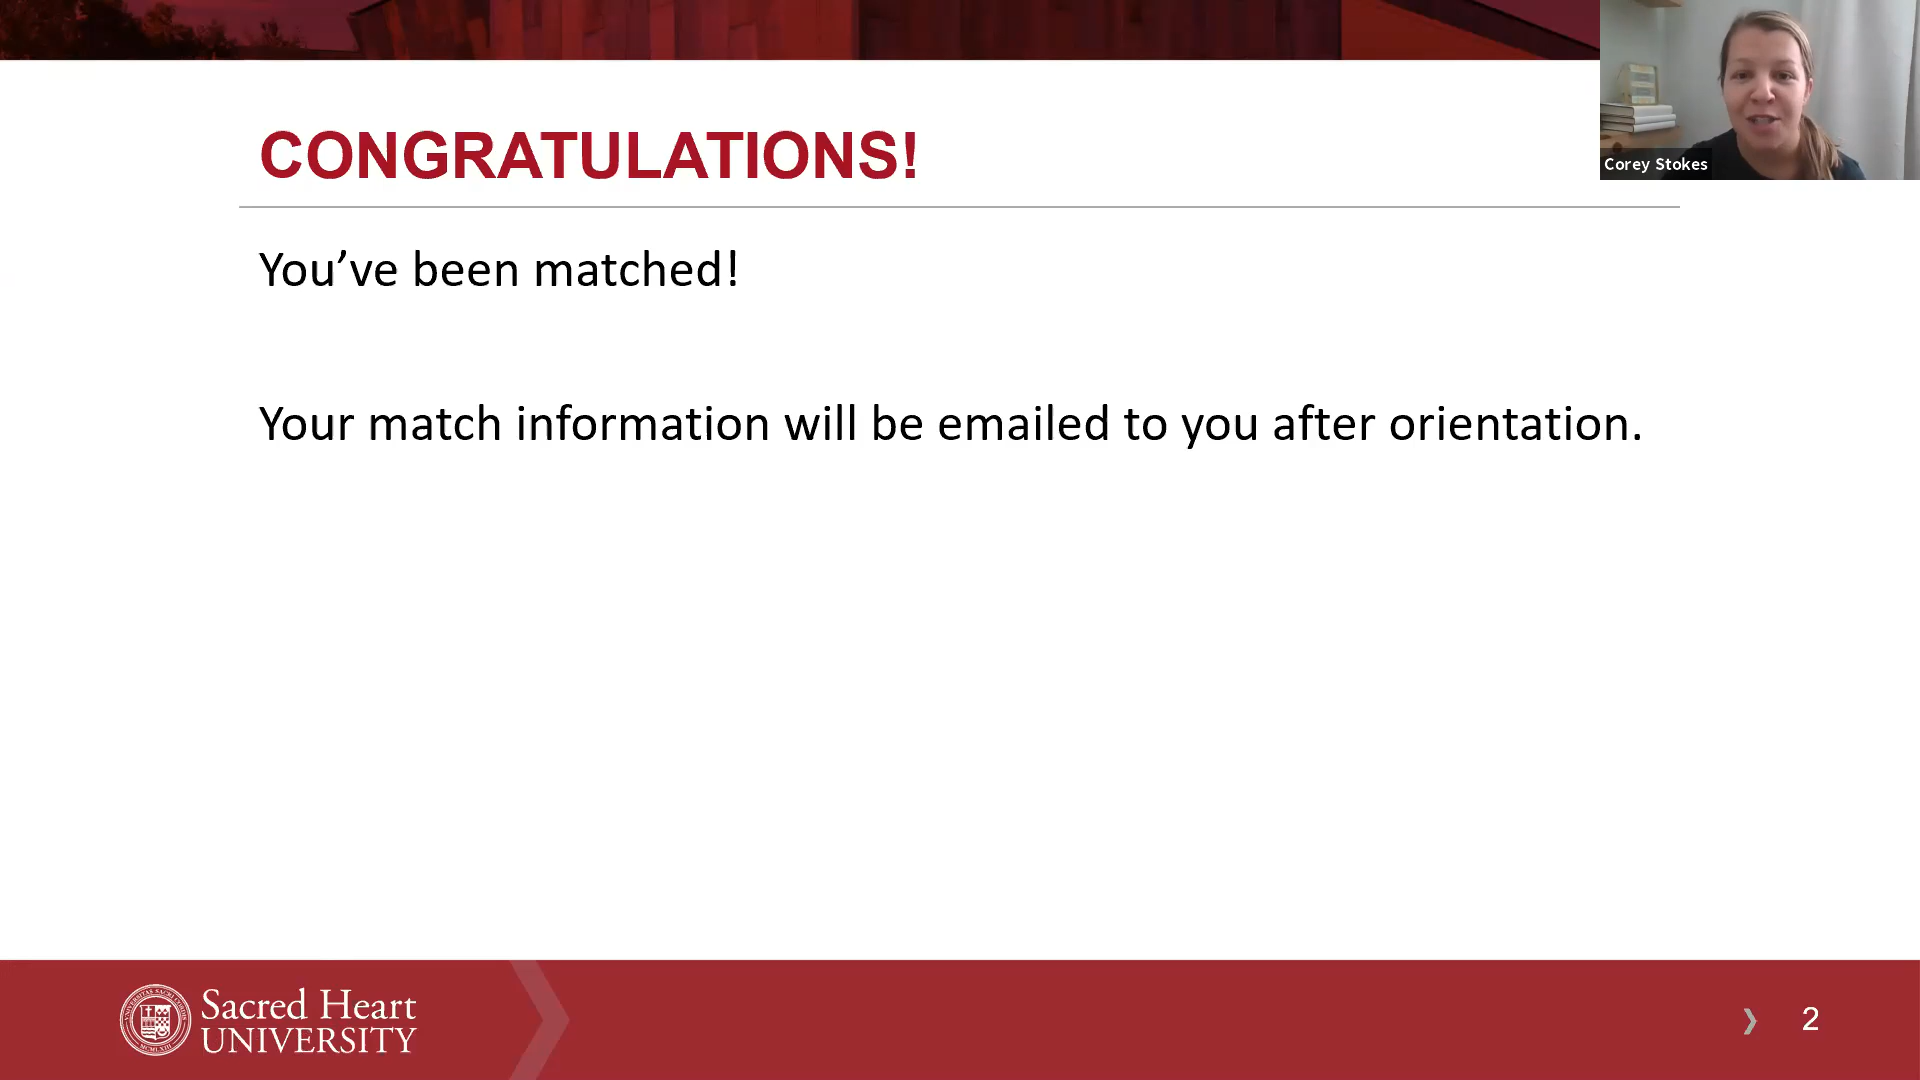 Corey Stokes
CONGRATULATIONS!
You’ve been matched!
Your match information will be emailed to you after orientation.
Sacred Heart
UNIVERSITY
2